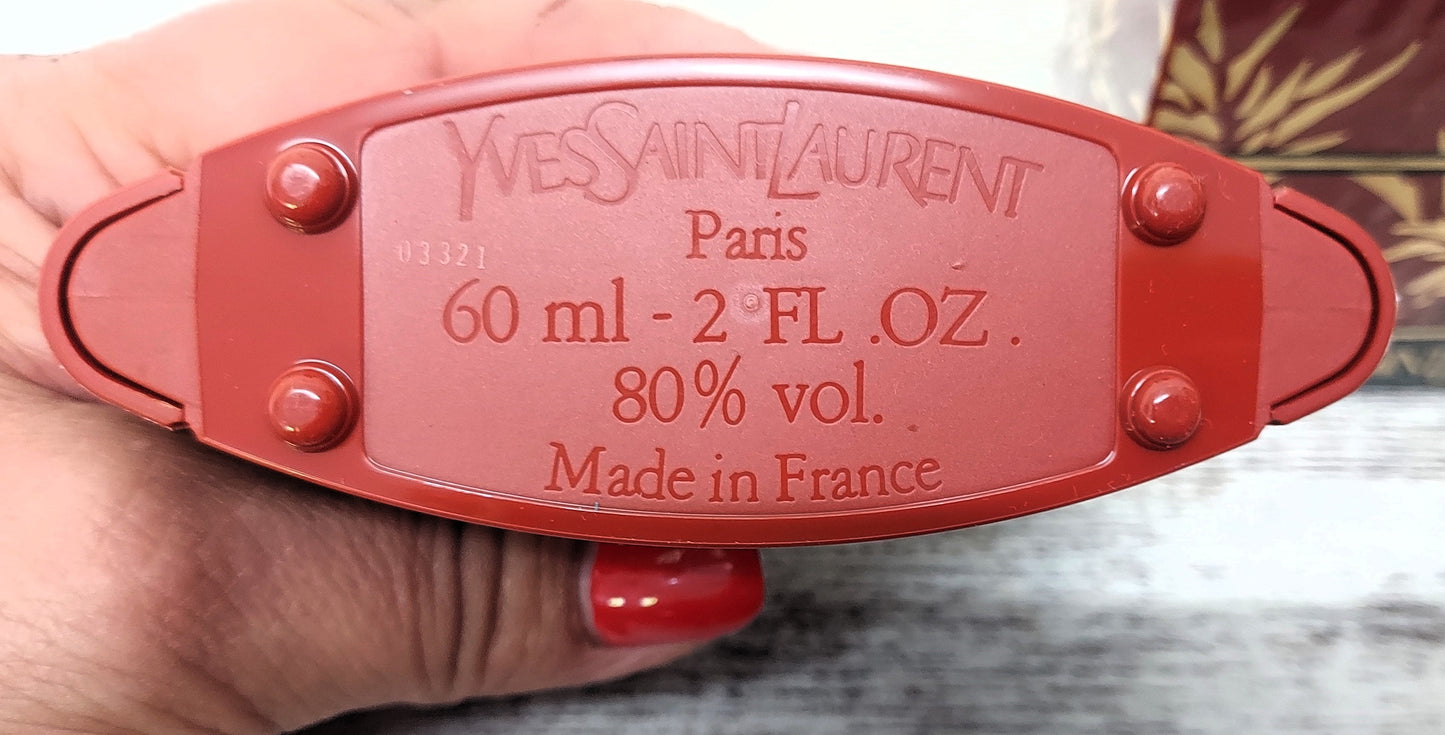 YVESSAINTLAURENT
Paris
03321
60 ml - 2 FL .OZ .
80% vol.
Made in France